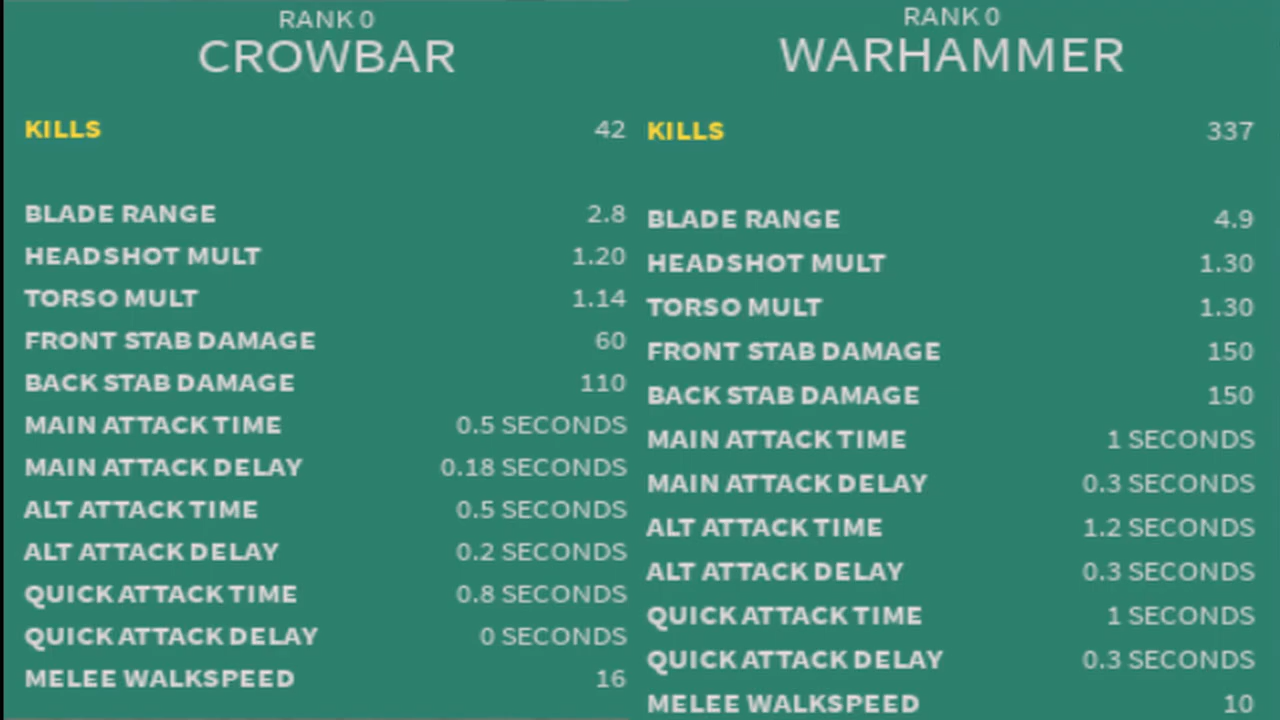 RANK 0
CROWBAR
KILLS 42
BLADE RANGE 2.8
HEADSHOT MULT 1.20
TORSO MULT 1.14
FRONT STAB DAMAGE 60
BACK STAB DAMAGE 110
MAIN ATTACK TIME 0.5 SECONDS
MAIN ATTACK DELAY 0.18 SECONDS
ALT ATTACK TIME 0.5 SECONDS
ALT ATTACK DELAY 0.2 SECONDS
QUICK ATTACK TIME 0.8 SECONDS
QUICK ATTACK DELAY 0 SECONDS
MELEE WALKSPEED 16
RANK 0
WARHAMMER
KILLS 337
BLADE RANGE 4.9
HEADSHOT MULT 1.30
TORSO MULT 1.30
FRONT STAB DAMAGE 150
BACK STAB DAMAGE 150
MAIN ATTACK TIME 1 SECONDS
MAIN ATTACK DELAY 0.3 SECONDS
ALT ATTACK TIME 1.2 SECONDS
ALT ATTACK DELAY 0.3 SECONDS
QUICK ATTACK TIME 1 SECONDS
QUICK ATTACK DELAY 0.3 SECONDS
MELEE WALKSPEED 10